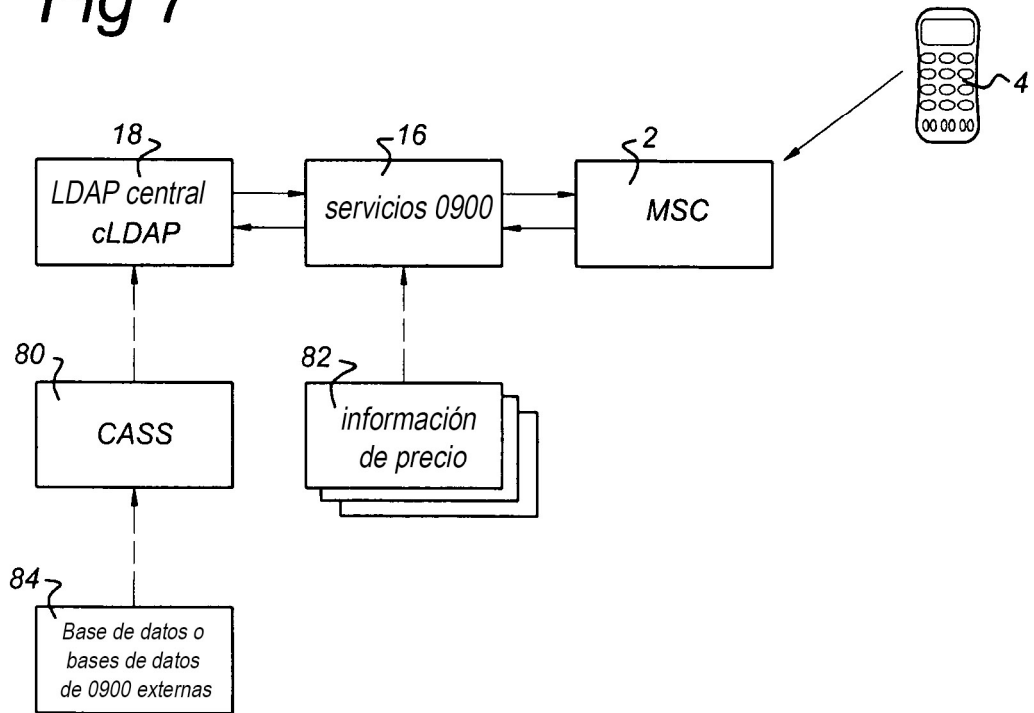 Fig 7
4
18
16
2
LDAP central
cLDAP
servicios 0900
MSC
80
82
CASS
información
de precio
84
Base de datos o
bases de datos
de 0900 externas